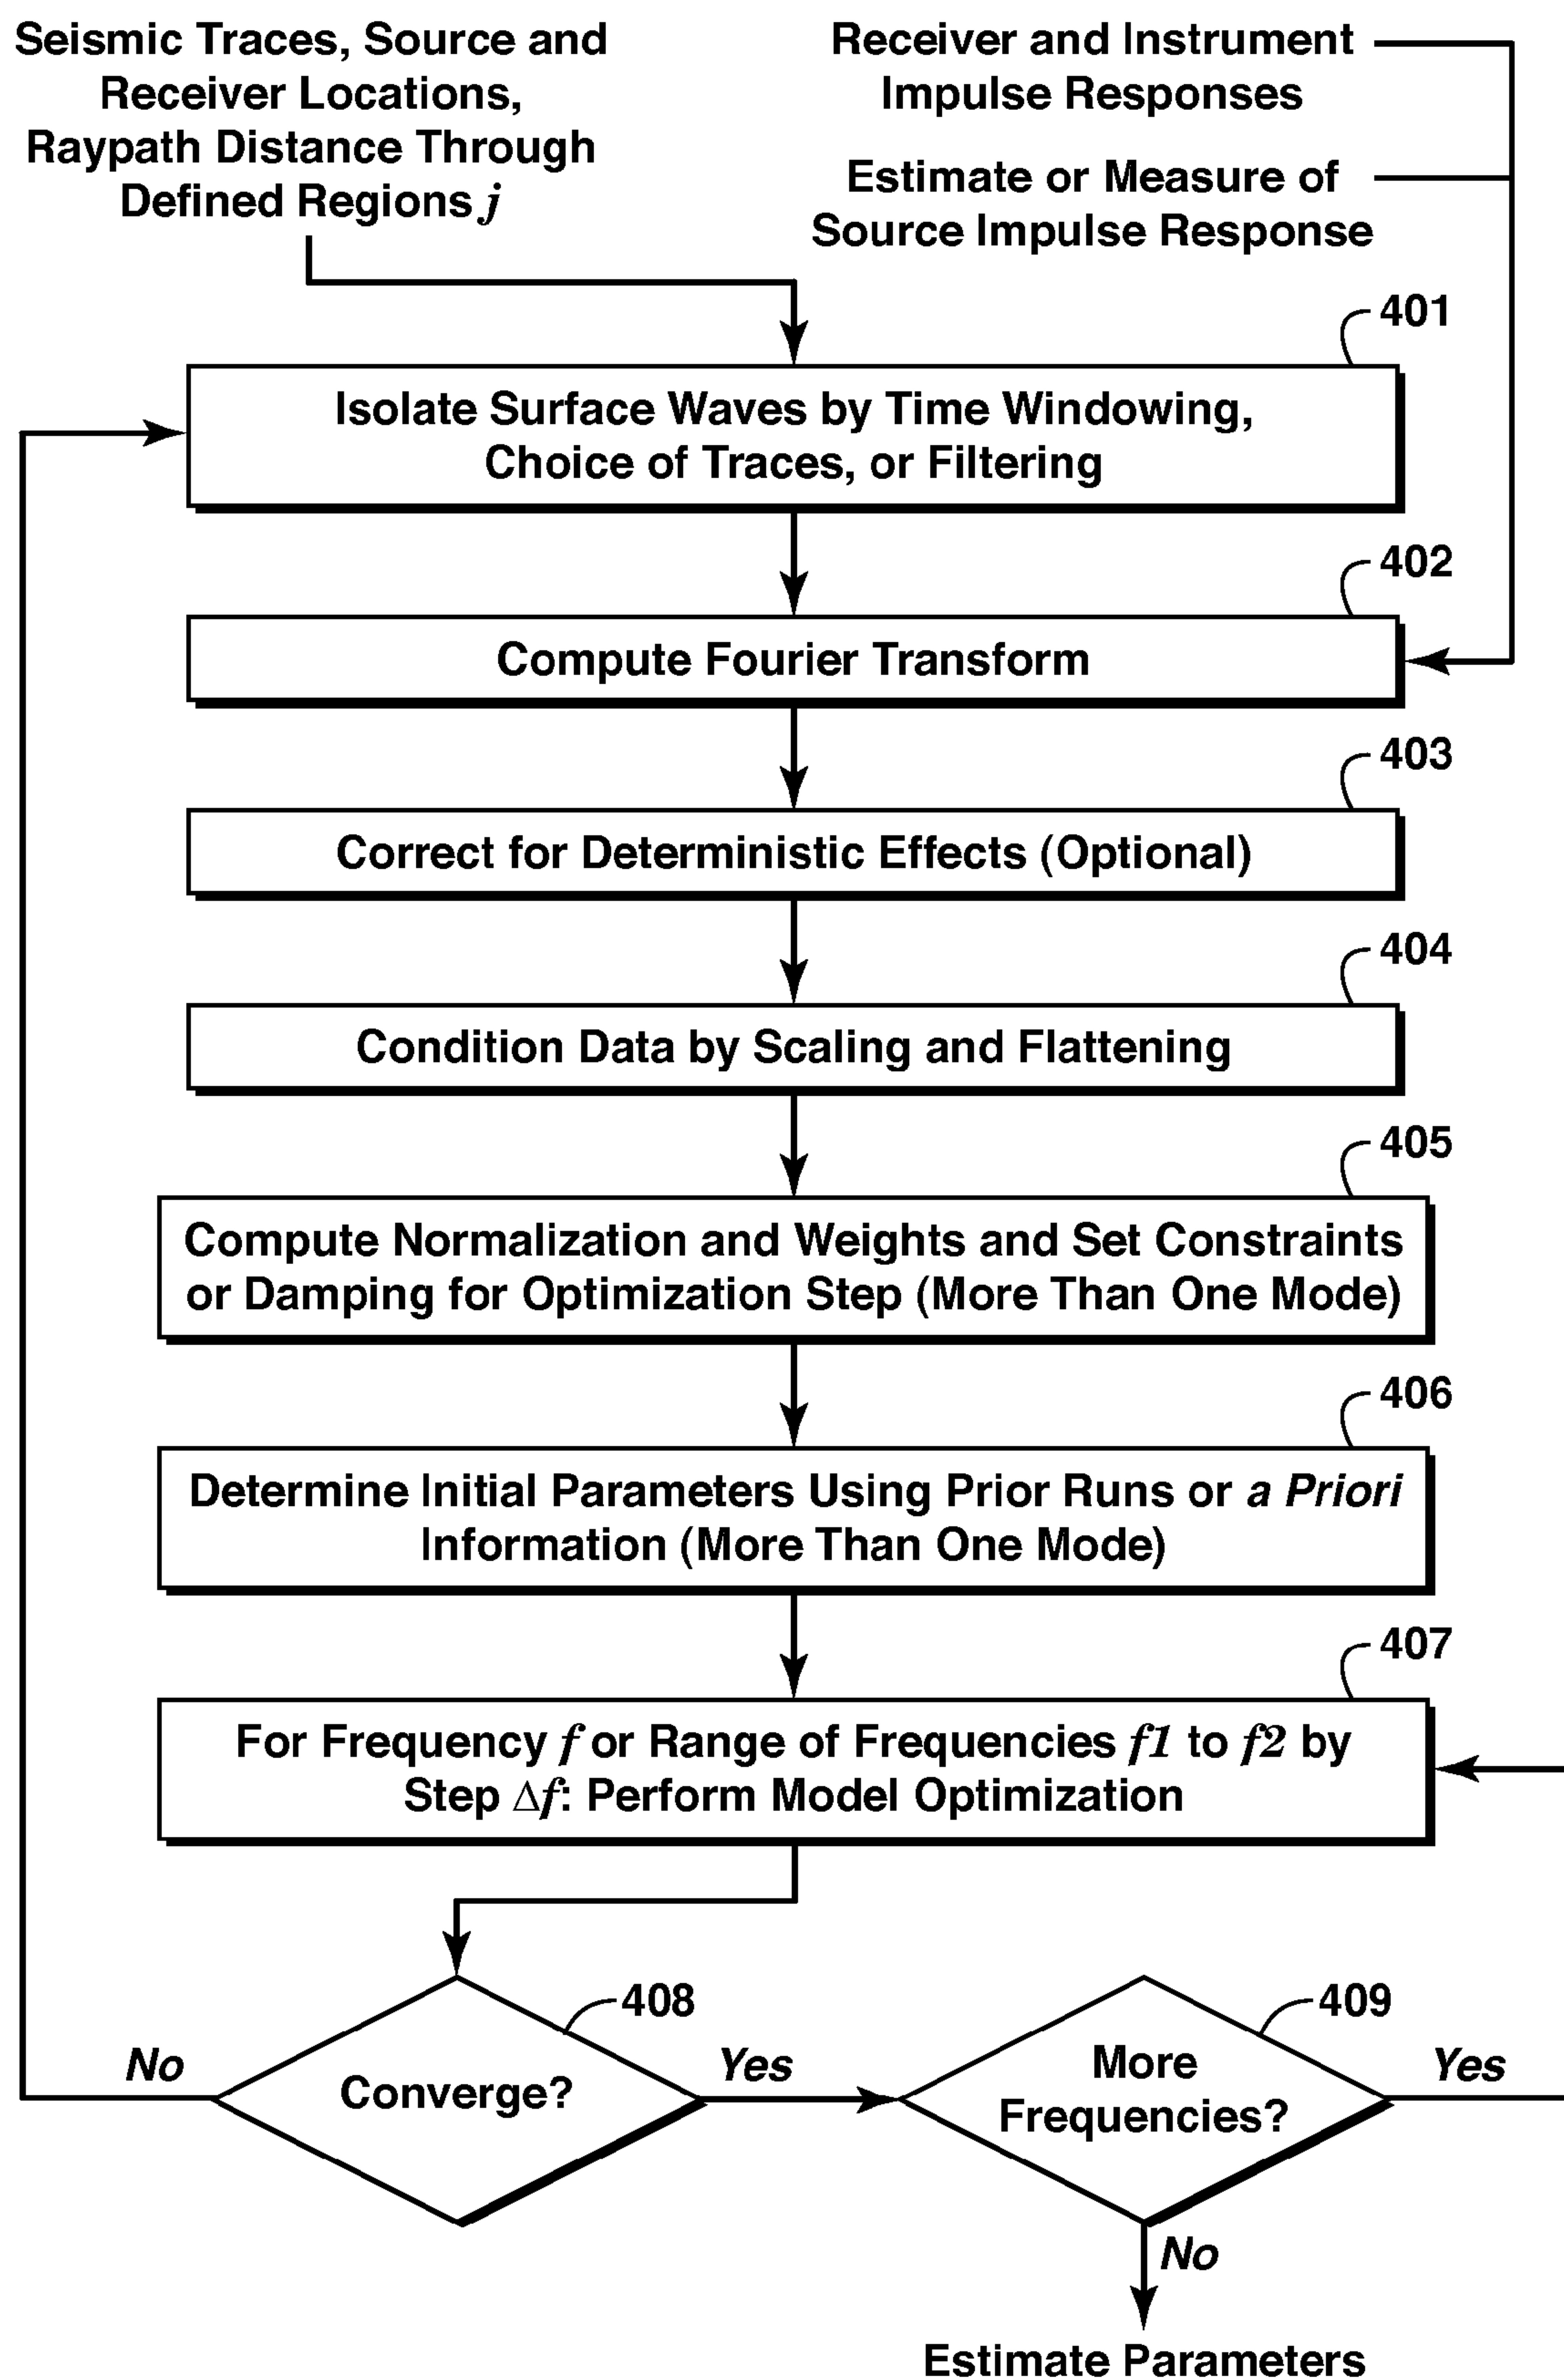 Seismic Traces, Source and
Receiver Locations,
Raypath Distance Through
Defined Regions j
Receiver and Instrument
Impulse Responses
Estimate or Measure of
Source Impulse Response
401
Isolate Surface Waves by Time Windowing,
Choice of Traces, or Filtering
402
Compute Fourier Transform
403
Correct for Deterministic Effects (Optional)
404
Condition Data by Scaling and Flattening
405
Compute Normalization and Weights and Set Constraints
or Damping for Optimization Step (More Than One Mode)
406
Determine Initial Parameters Using Prior Runs or a Priori
Information (More Than One Mode)
407
For Frequency f or Range of Frequencies f1 to f2 by
Step Δf: Perform Model Optimization
408
Converge?
No
Yes
409
More
Frequencies?
Yes
No
Estimate Parameters